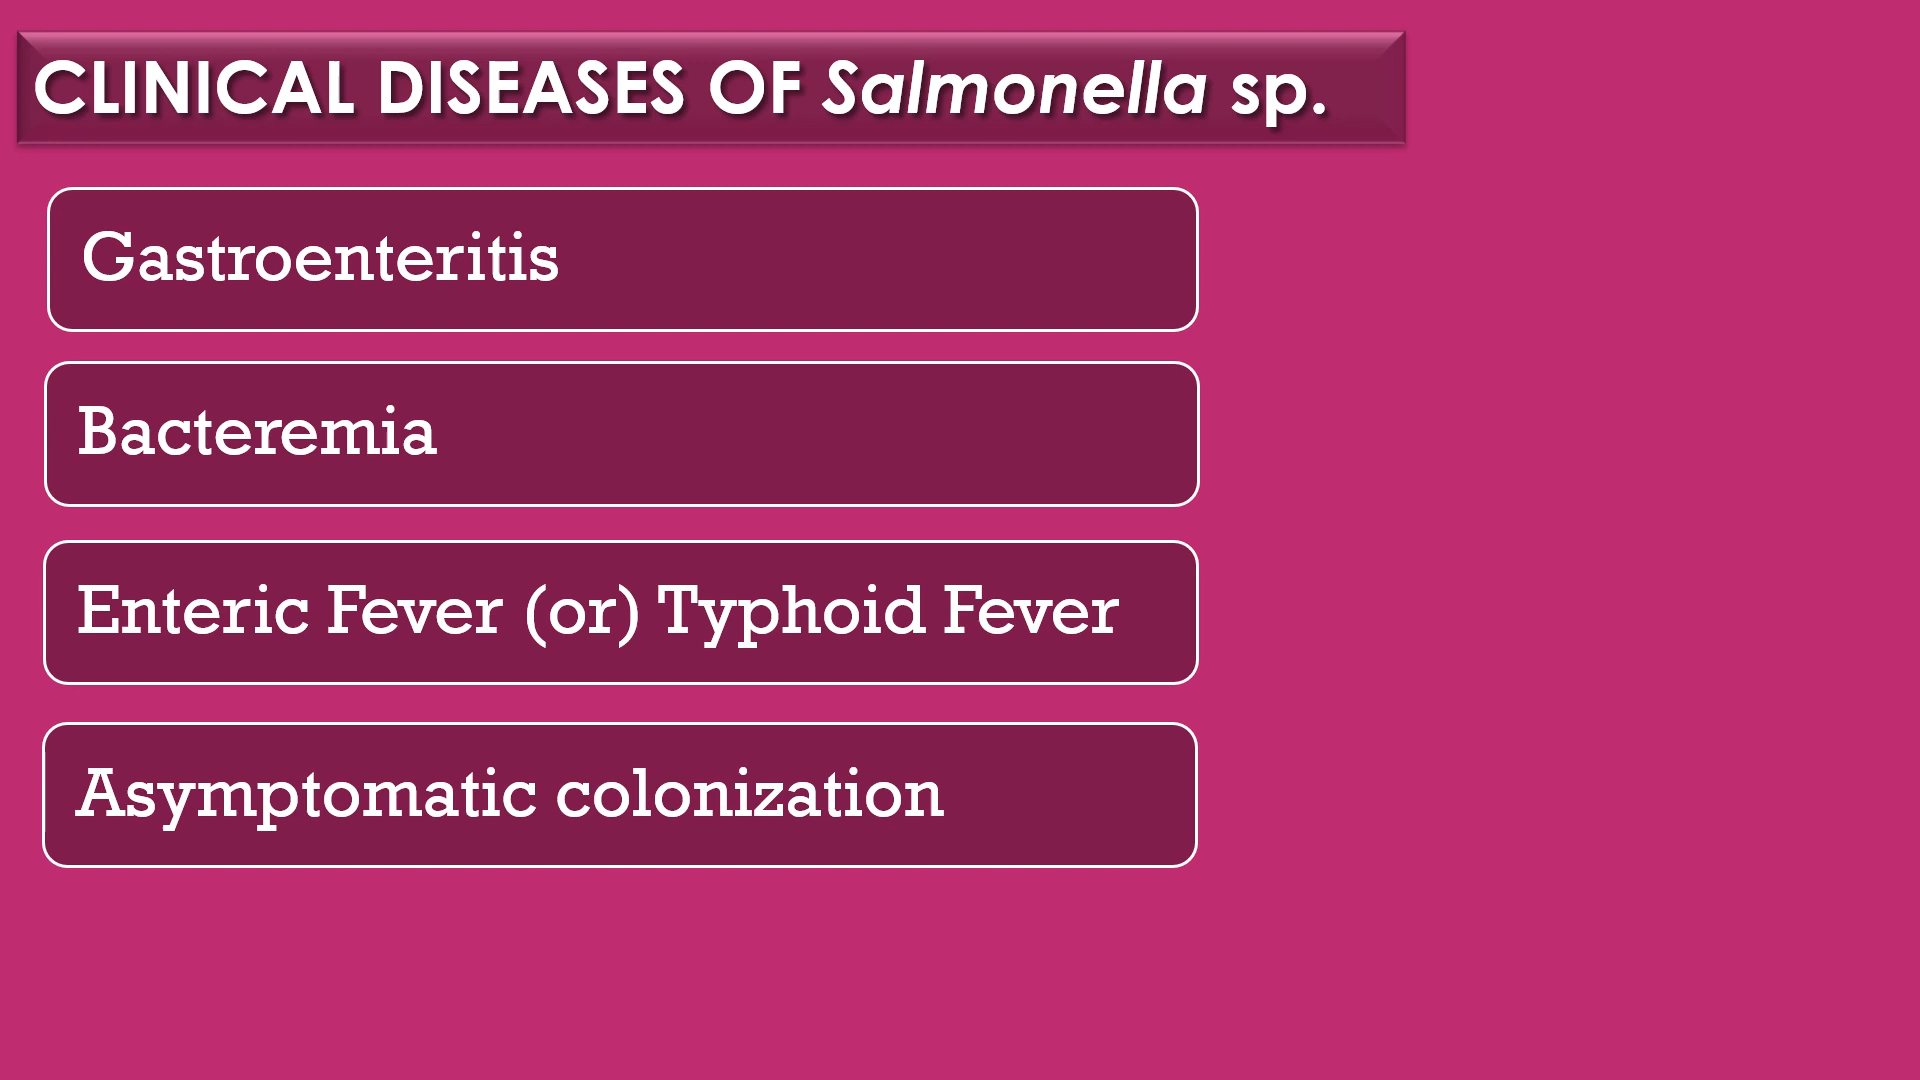 CLINICAL DISEASES OF Salmonella sp.
Gastroenteritis
Bacteremia
Enteric Fever (or) Typhoid Fever
Asymptomatic colonization